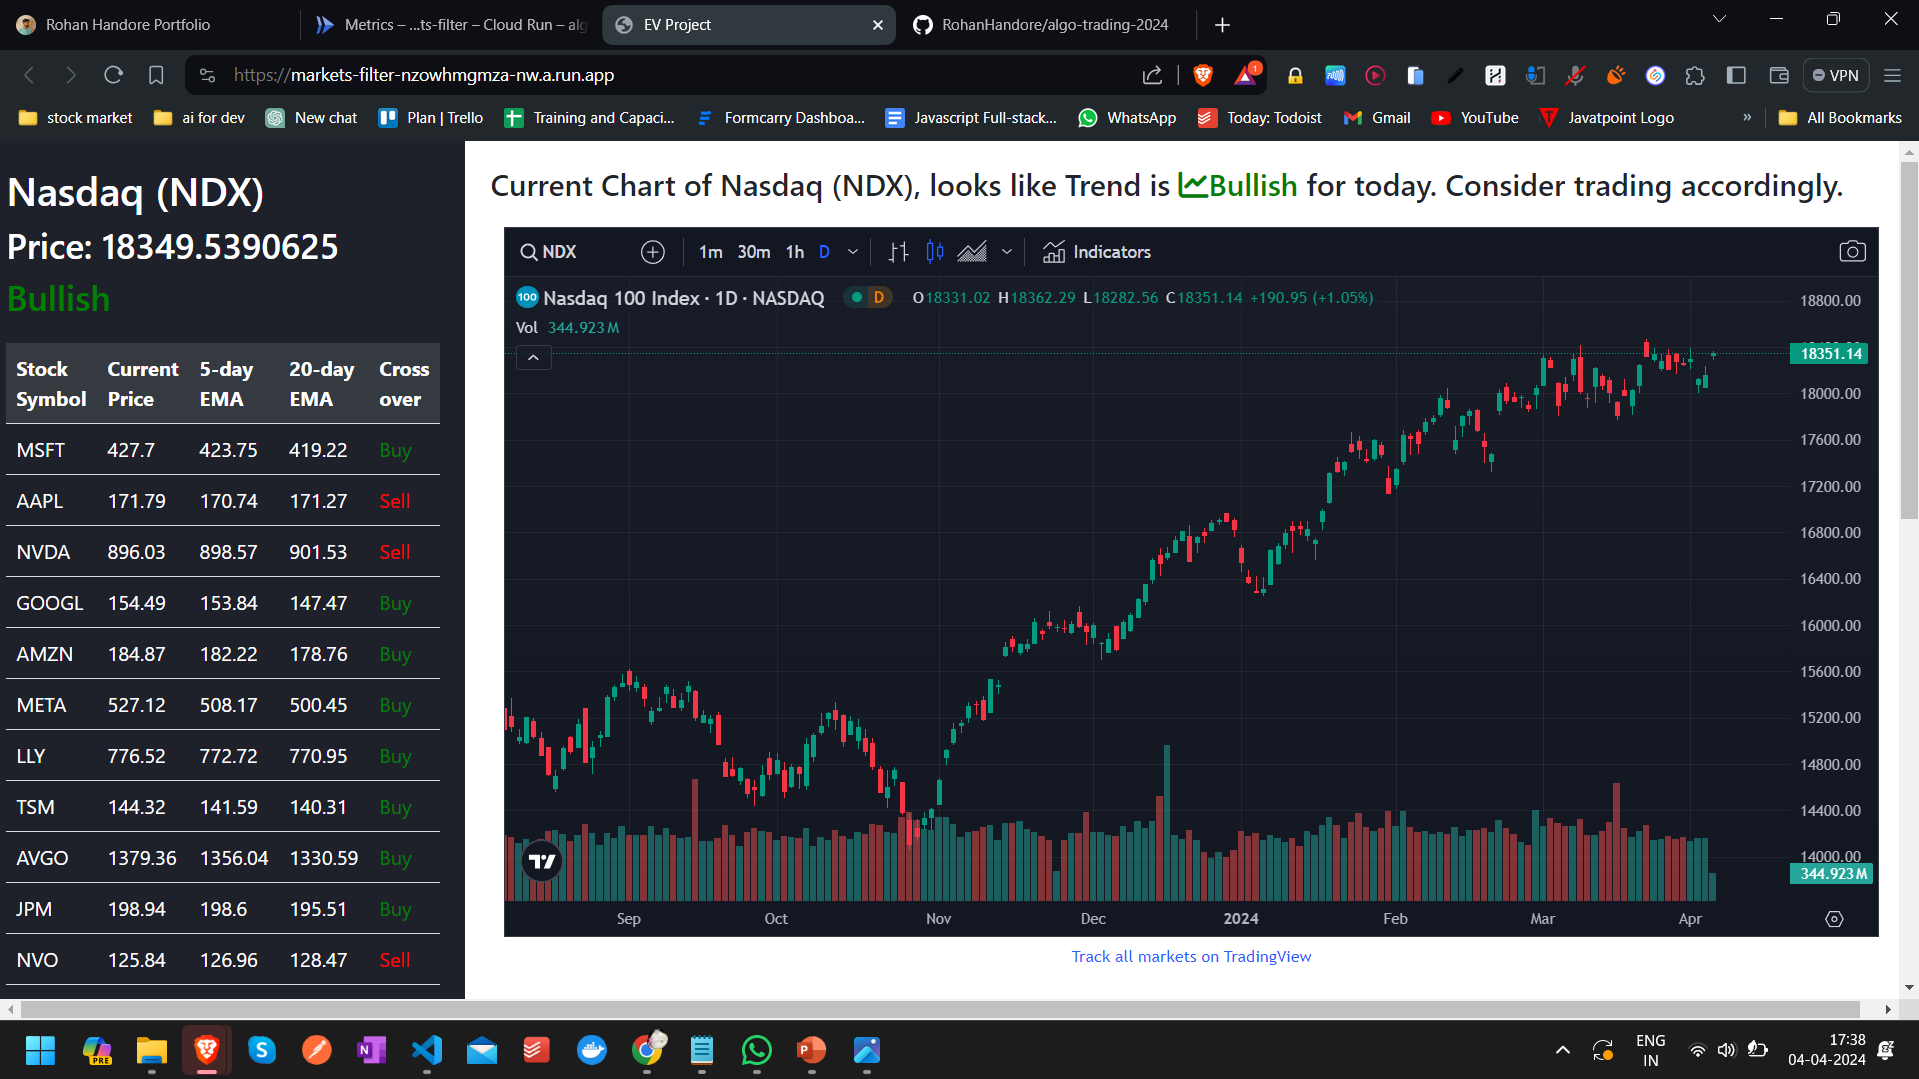 Rohan Handore Portfolio
Metrics – ...ts-filter – Cloud Run – alg
EV Project
RohanHandore/algo-trading-2024
https://markets-filter-nzowhmgmza-nw.a.run.app
1
VPN
stock market
ai for dev
New chat
Plan | Trello
Training and Capaci...
Formcarry Dashboa...
Javascript Full-stack...
WhatsApp
Today: Todoist
Gmail
YouTube
Javatpoint Logo
»
All Bookmarks
Nasdaq (NDX)
Price: 18349.5390625
Bullish
Stock Symbol Current Price 5-day EMA 20-day EMA Cross over
MSFT 427.7 423.75 419.22 Buy
AAPL 171.79 170.74 171.27 Sell
NVDA 896.03 898.57 901.53 Sell
GOOGL 154.49 153.84 147.47 Buy
AMZN 184.87 182.22 178.76 Buy
META 527.12 508.17 500.45 Buy
LLY 776.52 772.72 770.95 Buy
TSM 144.32 141.59 140.31 Buy
AVGO 1379.36 1356.04 1330.59 Buy
JPM 198.94 198.6 195.51 Buy
NVO 125.84 126.96 128.47 Sell
Current Chart of Nasdaq (NDX), looks like Trend is Bullish for today. Consider trading accordingly.
NDX
1m 30m 1h D
Indicators
100 Nasdaq 100 Index · 1D · NASDAQ D O18331.02 H18362.29 L18282.56 C18351.14 +190.95 (+1.05%)
Vol 344.923M
18800.00
18351.14
18000.00
17600.00
17200.00
16800.00
16400.00
16000.00
15600.00
15200.00
14800.00
14400.00
14000.00
344.923M
Sep Oct Nov Dec 2024 Feb Mar Apr
Track all markets on TradingView
PRE
ENG
IN
17:38
04-04-2024